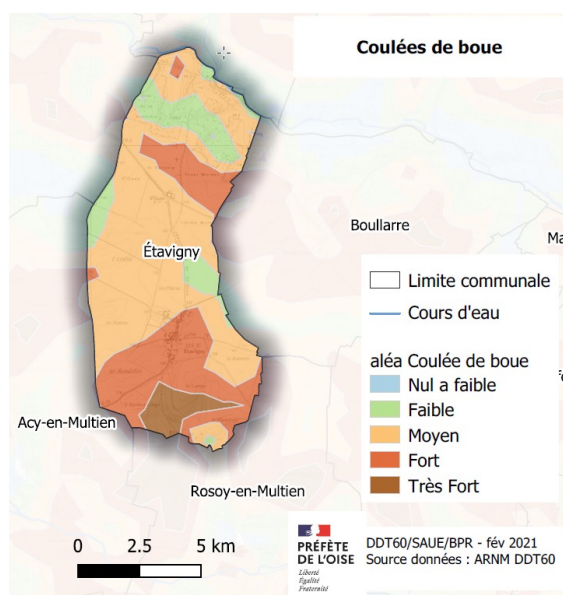 Coulées de boue
Boullarre
Ma
Étavigny
Limite communale
Cours d'eau
aléa Coulée de boue
Nul a faible
Faible
Moyen
Fort
Très Fort
Acy-en-Multien
Rosoy-en-Multien
0 2.5 5 km
PRÉFÈTE
DE L'OISE
Liberté
Égalité
Fraternité
DDT60/SAUE/BPR - fév 2021
Source données : ARNM DDT60